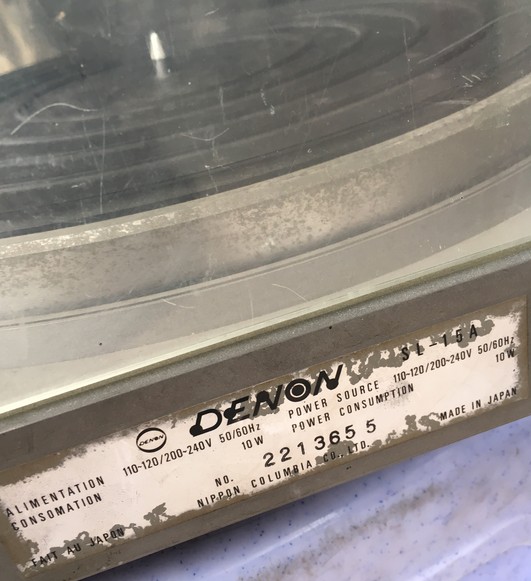 DENON
DENON SL-15A
ALIMENTATION 110-120/200-240V 50/60Hz POWER SOURCE 110-120/200-240V 50/60Hz
CONSOMATION 10W POWER CONSUMPTION 10W
NO. 2213655
FAIT AU JAPON NIPPON COLUMBIA CO., LTD. MADE IN JAPAN